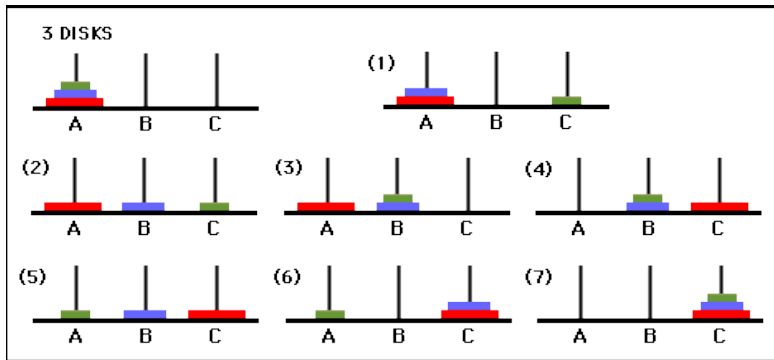 3 DISKS
A B C
(1)
A B C
(2)
A B C
(3)
A B C
(4)
A B C
(5)
A B C
(6)
A B C
(7)
A B C